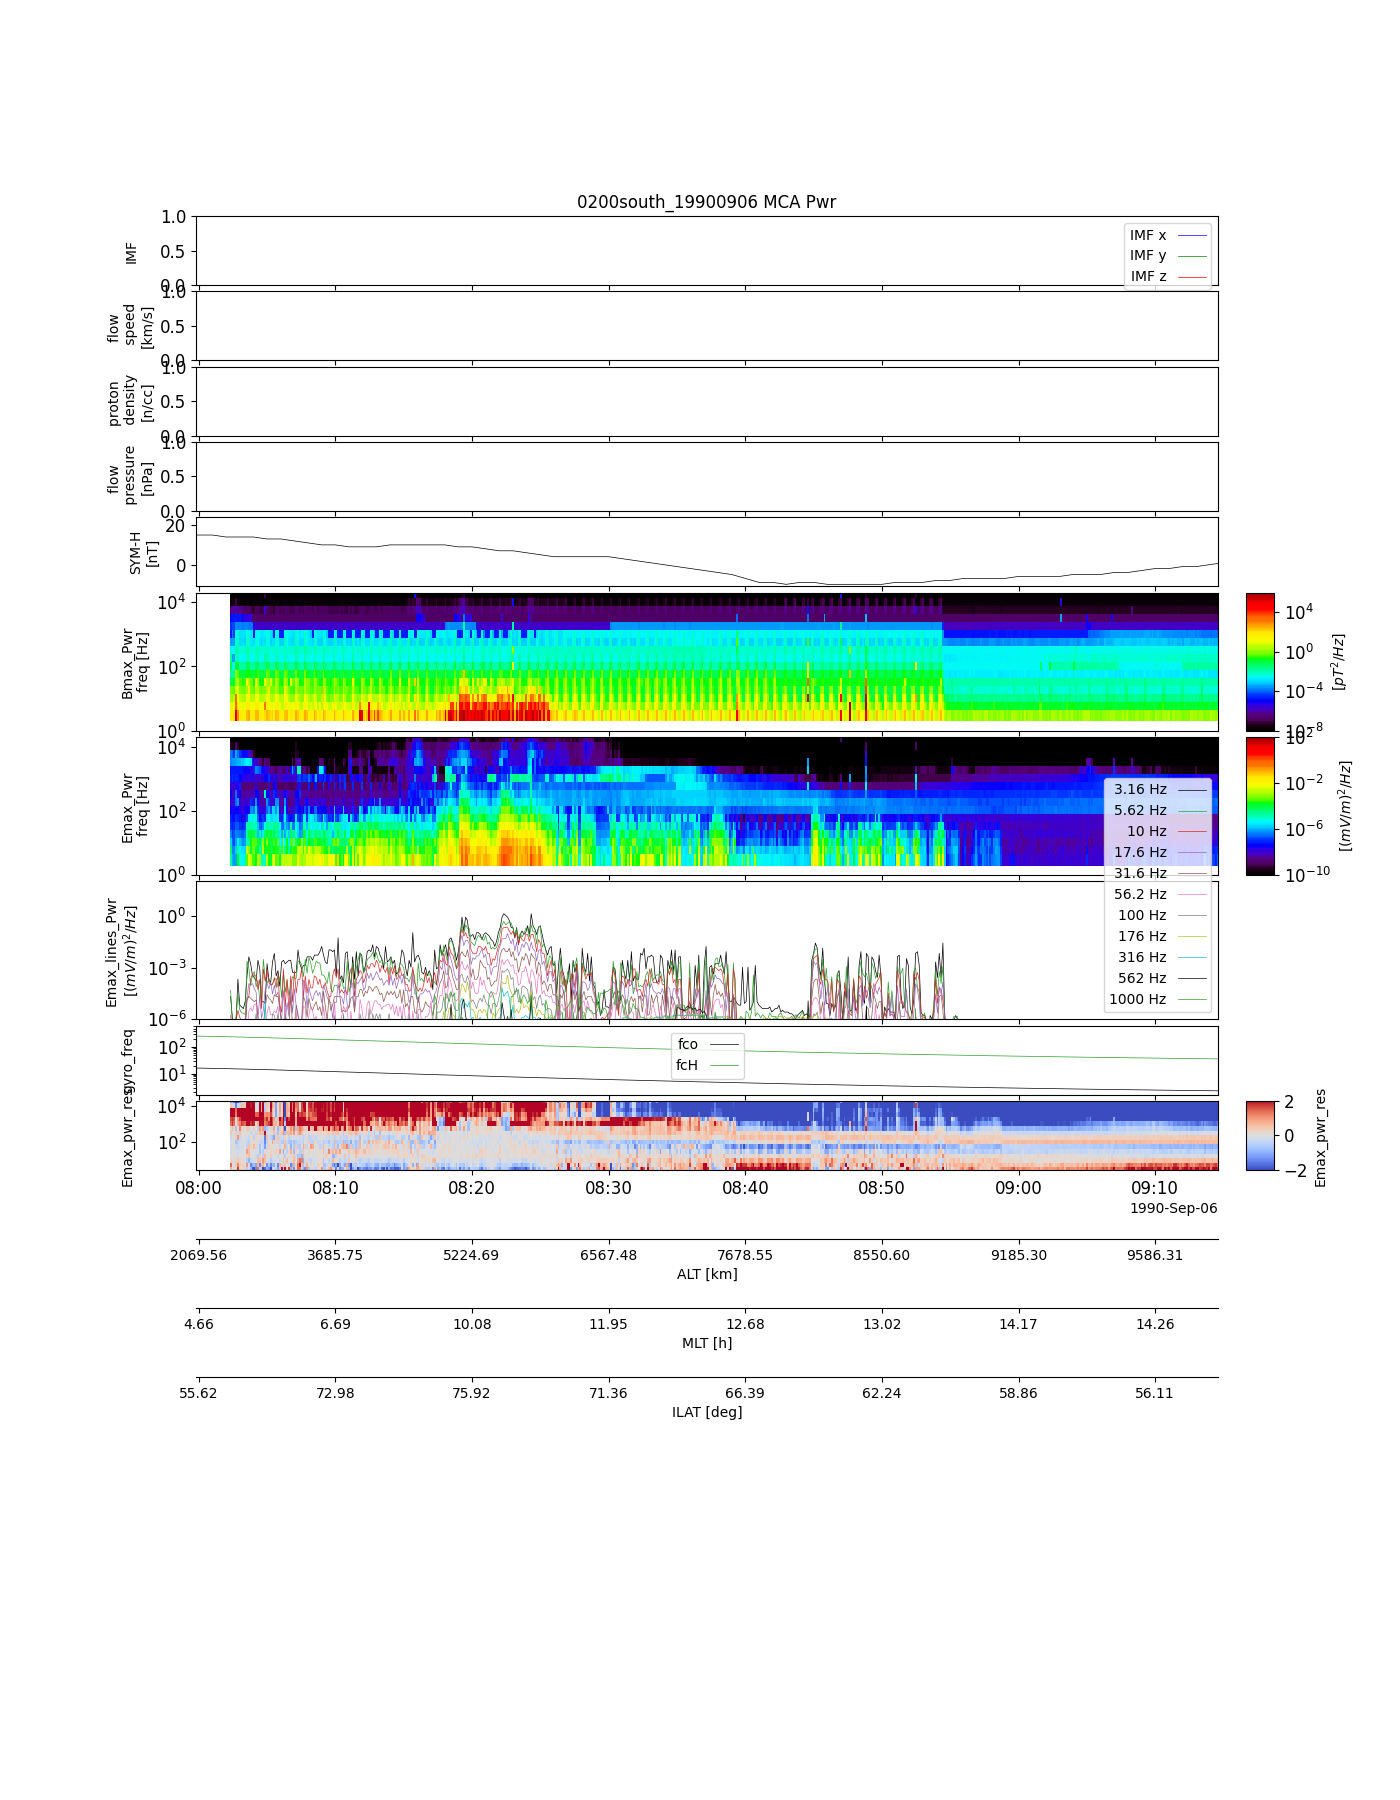 0200south_19900906 MCA Pwr
IMF
1.0
0.5
0.0
IMF x
IMF y
IMF z
flow
speed
[km/s]
1.0
0.5
0.0
proton
density
[n/cc]
1.0
0.5
0.0
flow
pressure
[nPa]
1.0
0.5
0.0
SYM-H
[nT]
20
0
Bmax_Pwr
freq [Hz]
10^4
10^2
10^0
10^4
10^0
10^-4
10^-8
[pT^2/Hz]
Emax_Pwr
freq [Hz]
10^4
10^2
10^0
10^2
10^-2
10^-6
10^-10
[(mV/m)^2/Hz]
3.16 Hz
5.62 Hz
10 Hz
17.6 Hz
31.6 Hz
56.2 Hz
100 Hz
176 Hz
316 Hz
562 Hz
1000 Hz
Emax_lines_Pwr
[(mV/m)^2/Hz]
10^0
10^-3
10^-6
gyro_freq
10^2
10^1
fco
fcH
Emax_pwr_res
10^4
10^2
2
0
−2
Emax_pwr_res
08:00 08:10 08:20 08:30 08:40 08:50 09:00 09:10
1990-Sep-06
2069.56 3685.75 5224.69 6567.48 7678.55 8550.60 9185.30 9586.31
ALT [km]
4.66 6.69 10.08 11.95 12.68 13.02 14.17 14.26
MLT [h]
55.62 72.98 75.92 71.36 66.39 62.24 58.86 56.11
ILAT [deg]